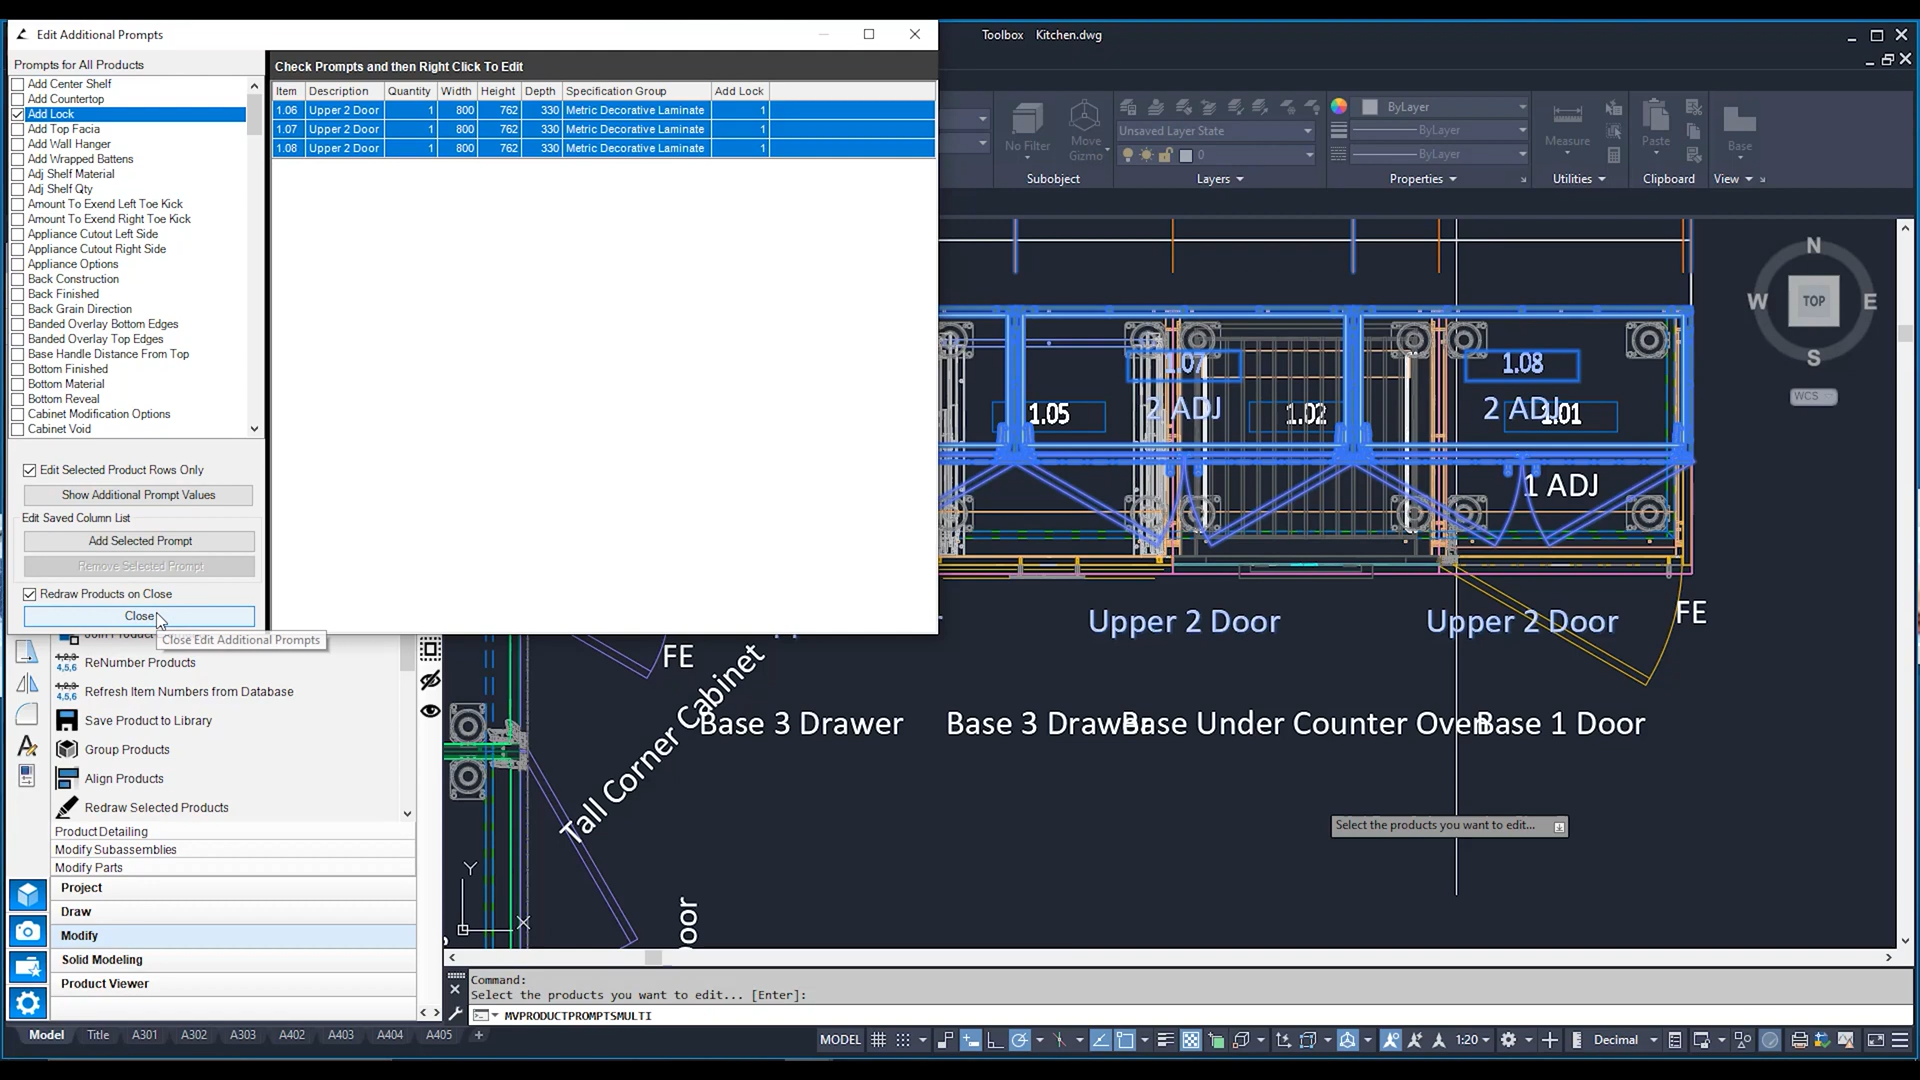 Edit Additional Prompts
Toolbox Kitchen.dwg
Prompts for All Products
Add Center Shelf
Add Countertop
Add Lock
Add Top Facia
Add Wall Hanger
Add Wrapped Battens
Adj Shelf Material
Adj Shelf Qty
Amount To Exend Left Toe Kick
Amount To Exend Right Toe Kick
Appliance Cutout Left Side
Appliance Cutout Right Side
Appliance Options
Back Construction
Back Finished
Back Grain Direction
Banded Overlay Bottom Edges
Banded Overlay Top Edges
Base Handle Distance From Top
Bottom Finished
Bottom Material
Bottom Reveal
Cabinet Modification Options
Cabinet Void
Edit Selected Product Rows Only
Show Additional Prompt Values
Edit Saved Column List
Add Selected Prompt
Remove Selected Prompt
Redraw Products on Close
Close
Close Edit Additional Prompts
Check Prompts and then Right Click To Edit
Item Description Quantity Width Height Depth Specification Group Add Lock
1.06 Upper 2 Door 1 800 762 330 Metric Decorative Laminate 1
1.07 Upper 2 Door 1 800 762 330 Metric Decorative Laminate 1
1.08 Upper 2 Door 1 800 762 330 Metric Decorative Laminate 1
No Filter
Move Gizmo
Subobject
Unsaved Layer State
0
Layers
ByLayer
ByLayer
ByLayer
Properties
Measure
Utilities
Paste
Clipboard
Base
View
N
W TOP E
S
WCS
1.07
1.08
2 ADJ
2 ADJ
1.05
1.02
1.01
1 ADJ
Upper 2 Door
Upper 2 Door
FE
FE
Tall Corner Cabinet
Base 3 Drawer
Base 3 Drawer
Base Under Counter Oven
Base 1 Door
Select the products you want to edit...
Y
X
ReNumber Products
Refresh Item Numbers from Database
Save Product to Library
Group Products
Align Products
Redraw Selected Products
Product Detailing
Modify Subassemblies
Modify Parts
Project
Draw
Modify
Solid Modeling
Product Viewer
Command:
Select the products you want to edit... [Enter]:
MVPRODUCTPROMPTSMULTI
Model Title A301 A302 A303 A402 A403 A404 A405 +
MODEL
1:20
Decimal